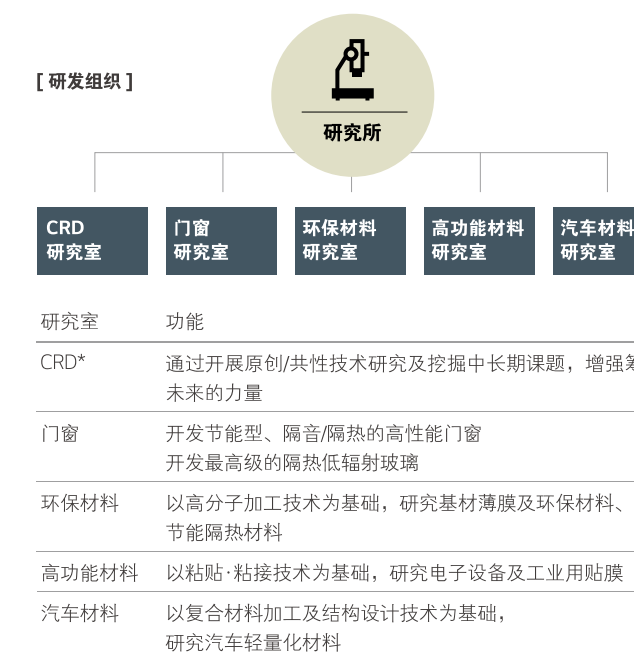 [ 研发组织 ]
研究所
CRD
研究室
门窗
研究室
环保材料
研究室
高功能材料
研究室
汽车材料
研究室
研究室 功能
CRD* 通过开展原创/共性技术研究及挖掘中长期课题，增强筹
未来的力量
门窗 开发节能型、隔音/隔热的高性能门窗
开发最高级的隔热低辐射玻璃
环保材料 以高分子加工技术为基础，研究基材薄膜及环保材料、
节能隔热材料
高功能材料 以粘贴·粘接技术为基础，研究电子设备及工业用贴膜
汽车材料 以复合材料加工及结构设计技术为基础，
研究汽车轻量化材料